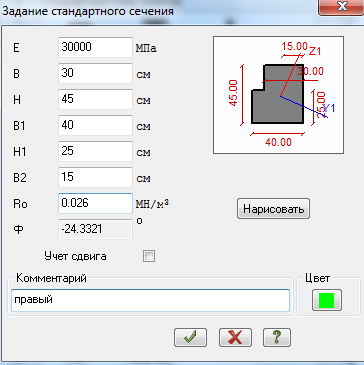 Задание стандартного сечения
E 30000 МПа
B 30 см
H 45 см
B1 40 см
H1 25 см
B2 15 см
Ro 0.026 МН/м³
Ф -24.3321 °
15.00
Z1
30.00
45.00
25.00
Y1
40.00
Нарисовать
Учет сдвига
Комментарий
правый
Цвет
?